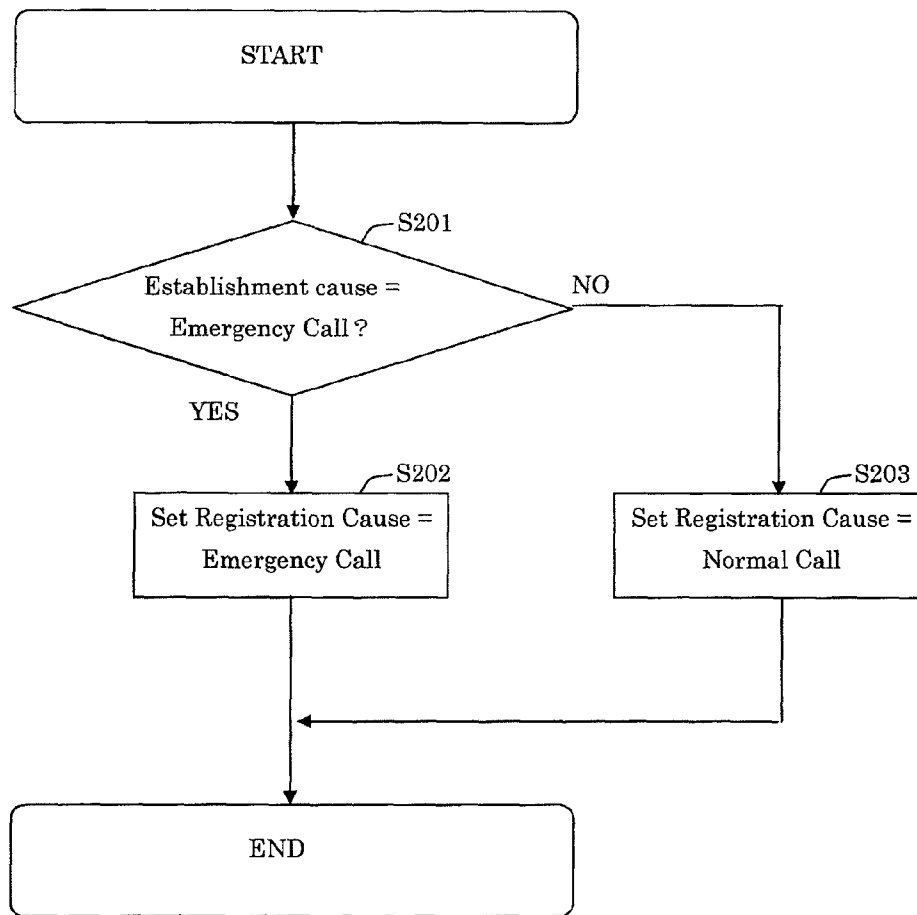 START
S201
Establishment cause =
Emergency Call ?
NO
YES
S202
Set Registration Cause =
Emergency Call
S203
Set Registration Cause =
Normal Call
END